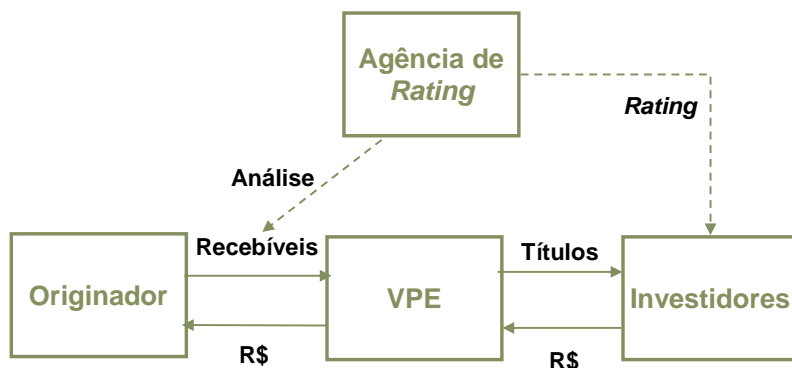 Agência de
Rating
Rating
Análise
Recebíveis
Títulos
Originador
VPE
Investidores
R$
R$